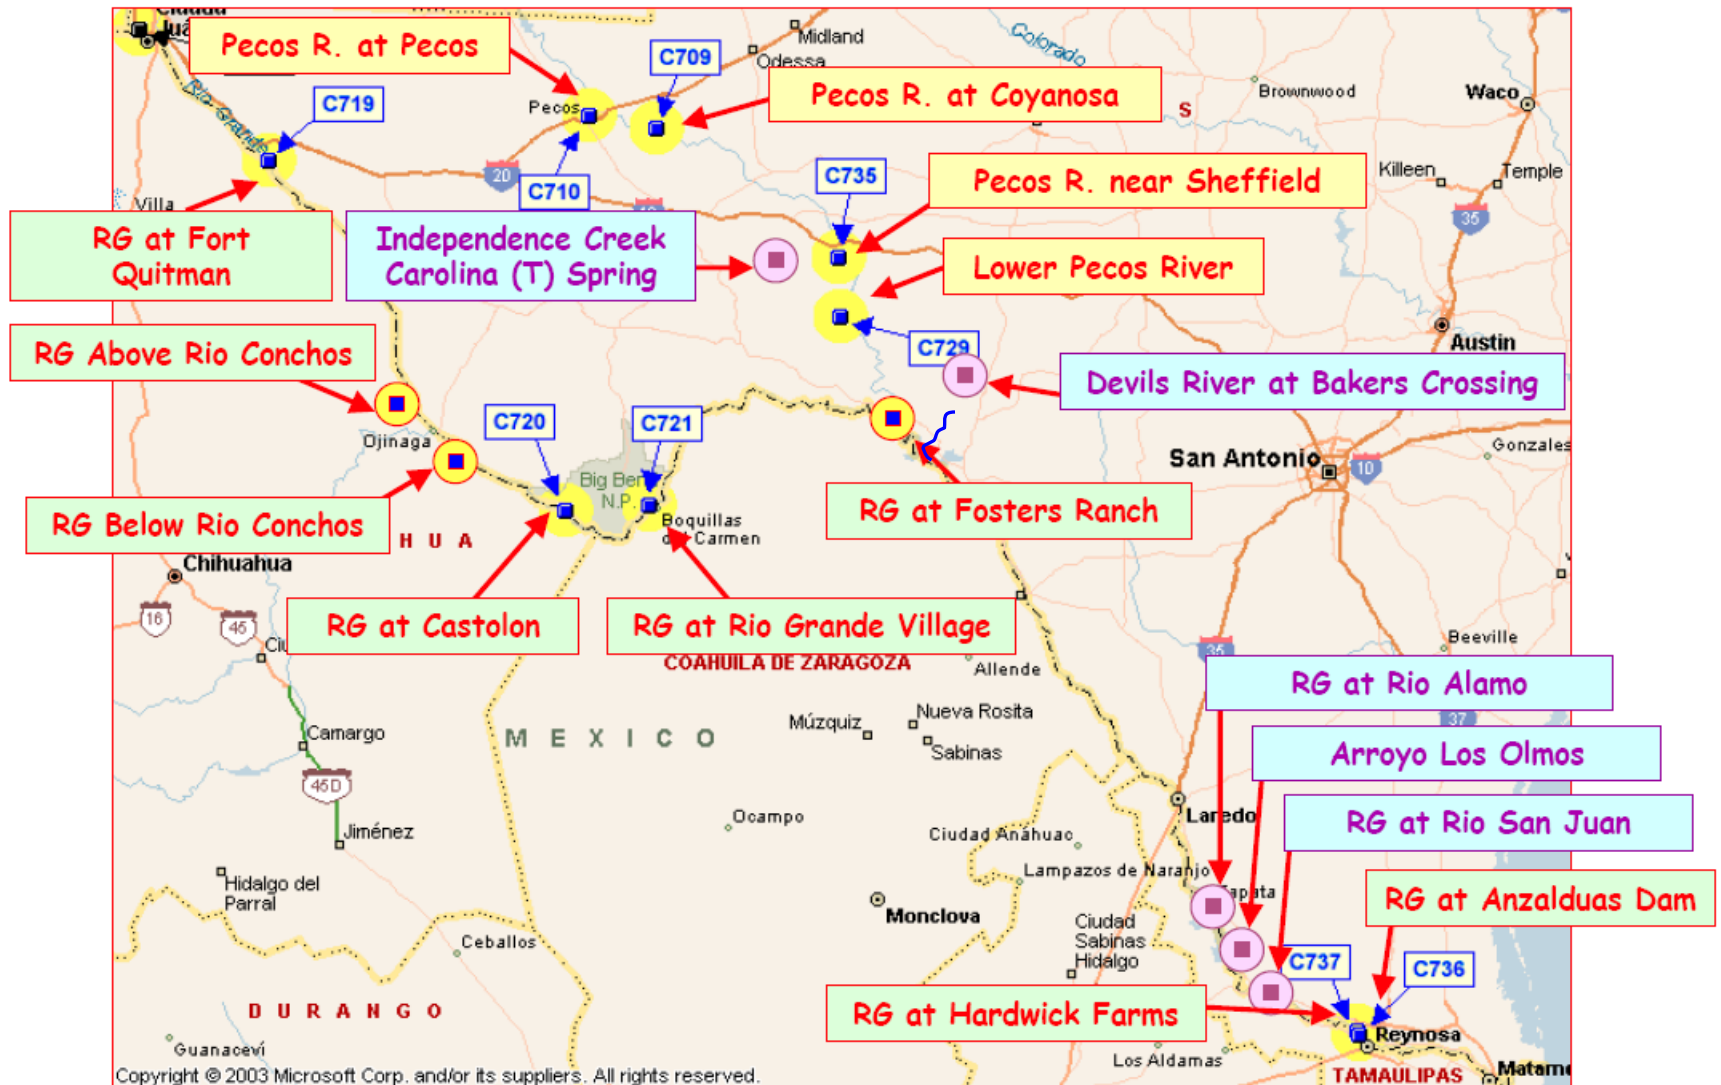 Ciudad
Juá
Pecos R. at Pecos
Midland
Odessa
Colorado
C709
Pecos R. at Coyanosa
Brownwood
Waco
S
Rio Grande
C719
Pecos
20
C710
C735
Pecos R. near Sheffield
Killeen
Temple
35
Villa
RG at Fort
Quitman
Independence Creek
Carolina (T) Spring
Lower Pecos River
C729
Austin
RG Above Rio Conchos
Devils River at Bakers Crossing
C720
C721
Ojinaga
San Antonio
10
Gonzales
Big Ben
N.P.
RG Below Rio Conchos
Boquillas
del Carmen
RG at Fosters Ranch
H U A
Chihuahua
16
45
RG at Castolon
RG at Rio Grande Village
Beeville
35
COAHUILA DE ZARAGOZA
Allende
RG at Rio Alamo
Múzquiz
Nueva Rosita
Sabinas
37
Camargo
M E X I C O
Arroyo Los Olmos
45D
Laredo
RG at Rio San Juan
Jiménez
Ocampo
Ciudad Anáhuac
Lampazos de Naranjo
Zapata
Hidalgo del
Parral
Monclova
RG at Anzalduas Dam
Ciudad
Sabinas
Hidalgo
Ceballos
C737
C736
D U R A N G O
RG at Hardwick Farms
Reynosa
Guanaceví
Los Aldamas
Matamo
TAMAULIPAS
Copyright © 2003 Microsoft Corp. and/or its suppliers. All rights reserved.